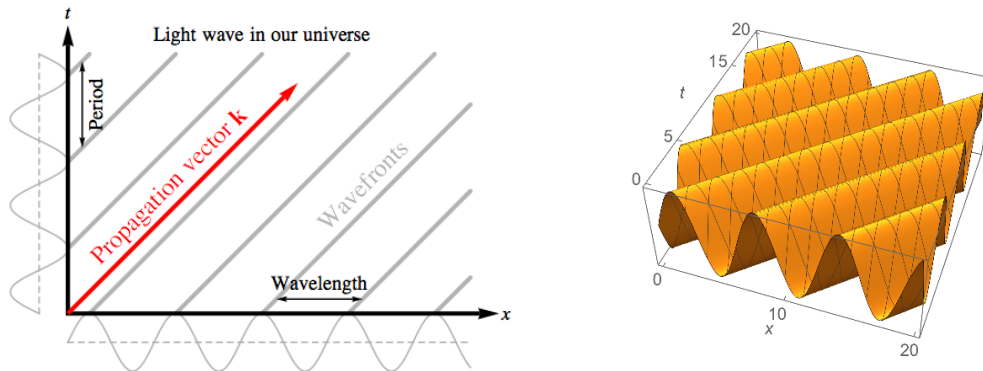 t
Light wave in our universe
Period
Propagation vector k
Wavefronts
Wavelength
x
20
15
t
5
0
0
10
x
20